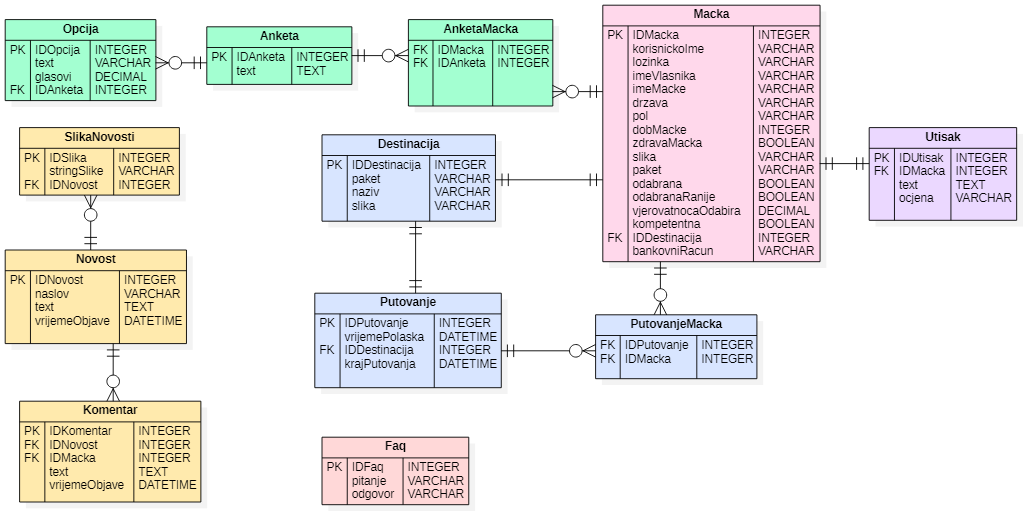 Opcija
PK IDOpcija INTEGER
text VARCHAR
glasovi DECIMAL
FK IDAnketa INTEGER
Anketa
PK IDAnketa INTEGER
text TEXT
AnketaMacka
FK IDMacka INTEGER
FK IDAnketa INTEGER
Macka
PK IDMacka INTEGER
korisnickoIme VARCHAR
lozinka VARCHAR
imeVlasnika VARCHAR
imeMacke VARCHAR
drzava VARCHAR
pol VARCHAR
dobMacke INTEGER
zdravaMacka BOOLEAN
slika VARCHAR
paket VARCHAR
odabrana BOOLEAN
odabranaRanije BOOLEAN
vjerovatnocaOdabira DECIMAL
kompetentna BOOLEAN
FK IDDestinacija INTEGER
bankovniRacun VARCHAR
SlikaNovosti
PK IDSlika INTEGER
stringSlike VARCHAR
FK IDNovost INTEGER
Destinacija
PK IDDestinacija INTEGER
paket VARCHAR
naziv VARCHAR
slika VARCHAR
Utisak
PK IDUtisak INTEGER
FK IDMacka INTEGER
text TEXT
ocjena VARCHAR
Novost
PK IDNovost INTEGER
naslov VARCHAR
text TEXT
vrijemeObjave DATETIME
Putovanje
PK IDPutovanje INTEGER
vrijemePolaska DATETIME
FK IDDestinacija INTEGER
krajPutovanja DATETIME
PutovanjeMacka
FK IDPutovanje INTEGER
FK IDMacka INTEGER
Komentar
PK IDKomentar INTEGER
FK IDNovost INTEGER
FK IDMacka INTEGER
text TEXT
vrijemeObjave DATETIME
Faq
PK IDFaq INTEGER
pitanje VARCHAR
odgovor VARCHAR